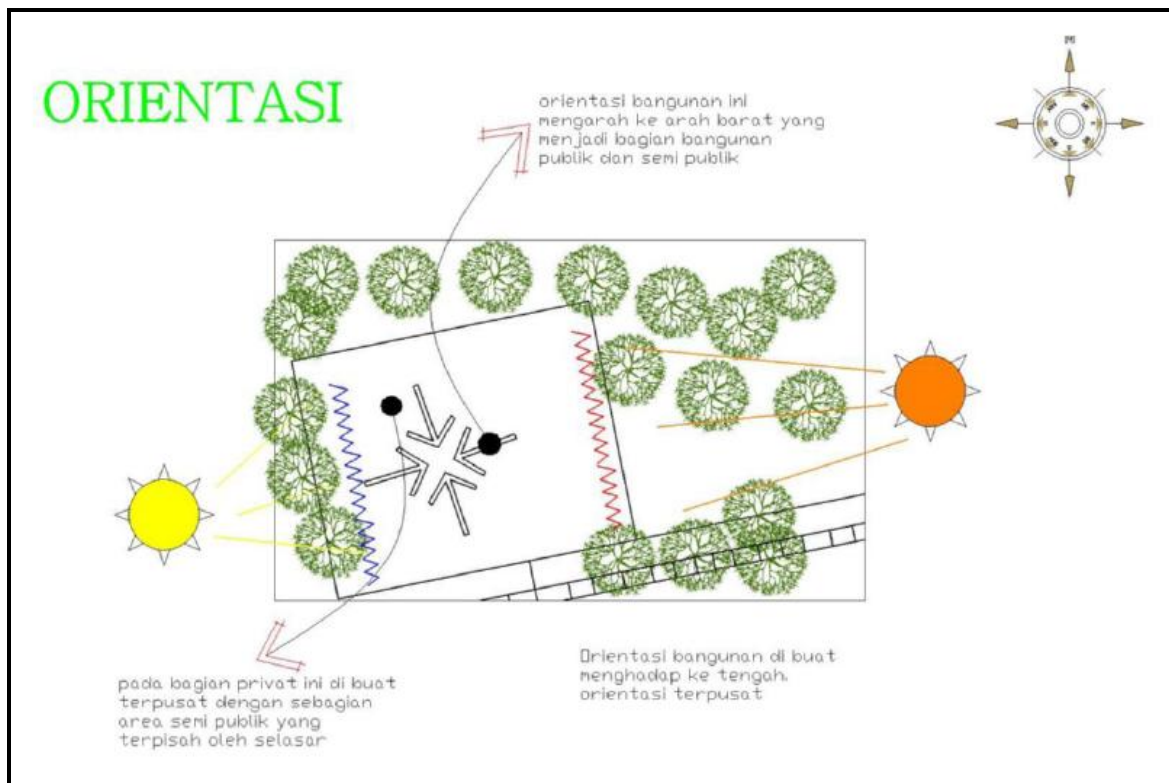 ORIENTASI
orientasi bangunan ini
mengarah ke arah barat yang
menjadi bagian bangunan
publik dan semi publik
pada bagian privat ini di buat
terpusat dengan sebagian
area semi publik yang
terpisah oleh selasar
Orientasi bangunan di buat
menghadap ke tengah.
orientasi terpusat